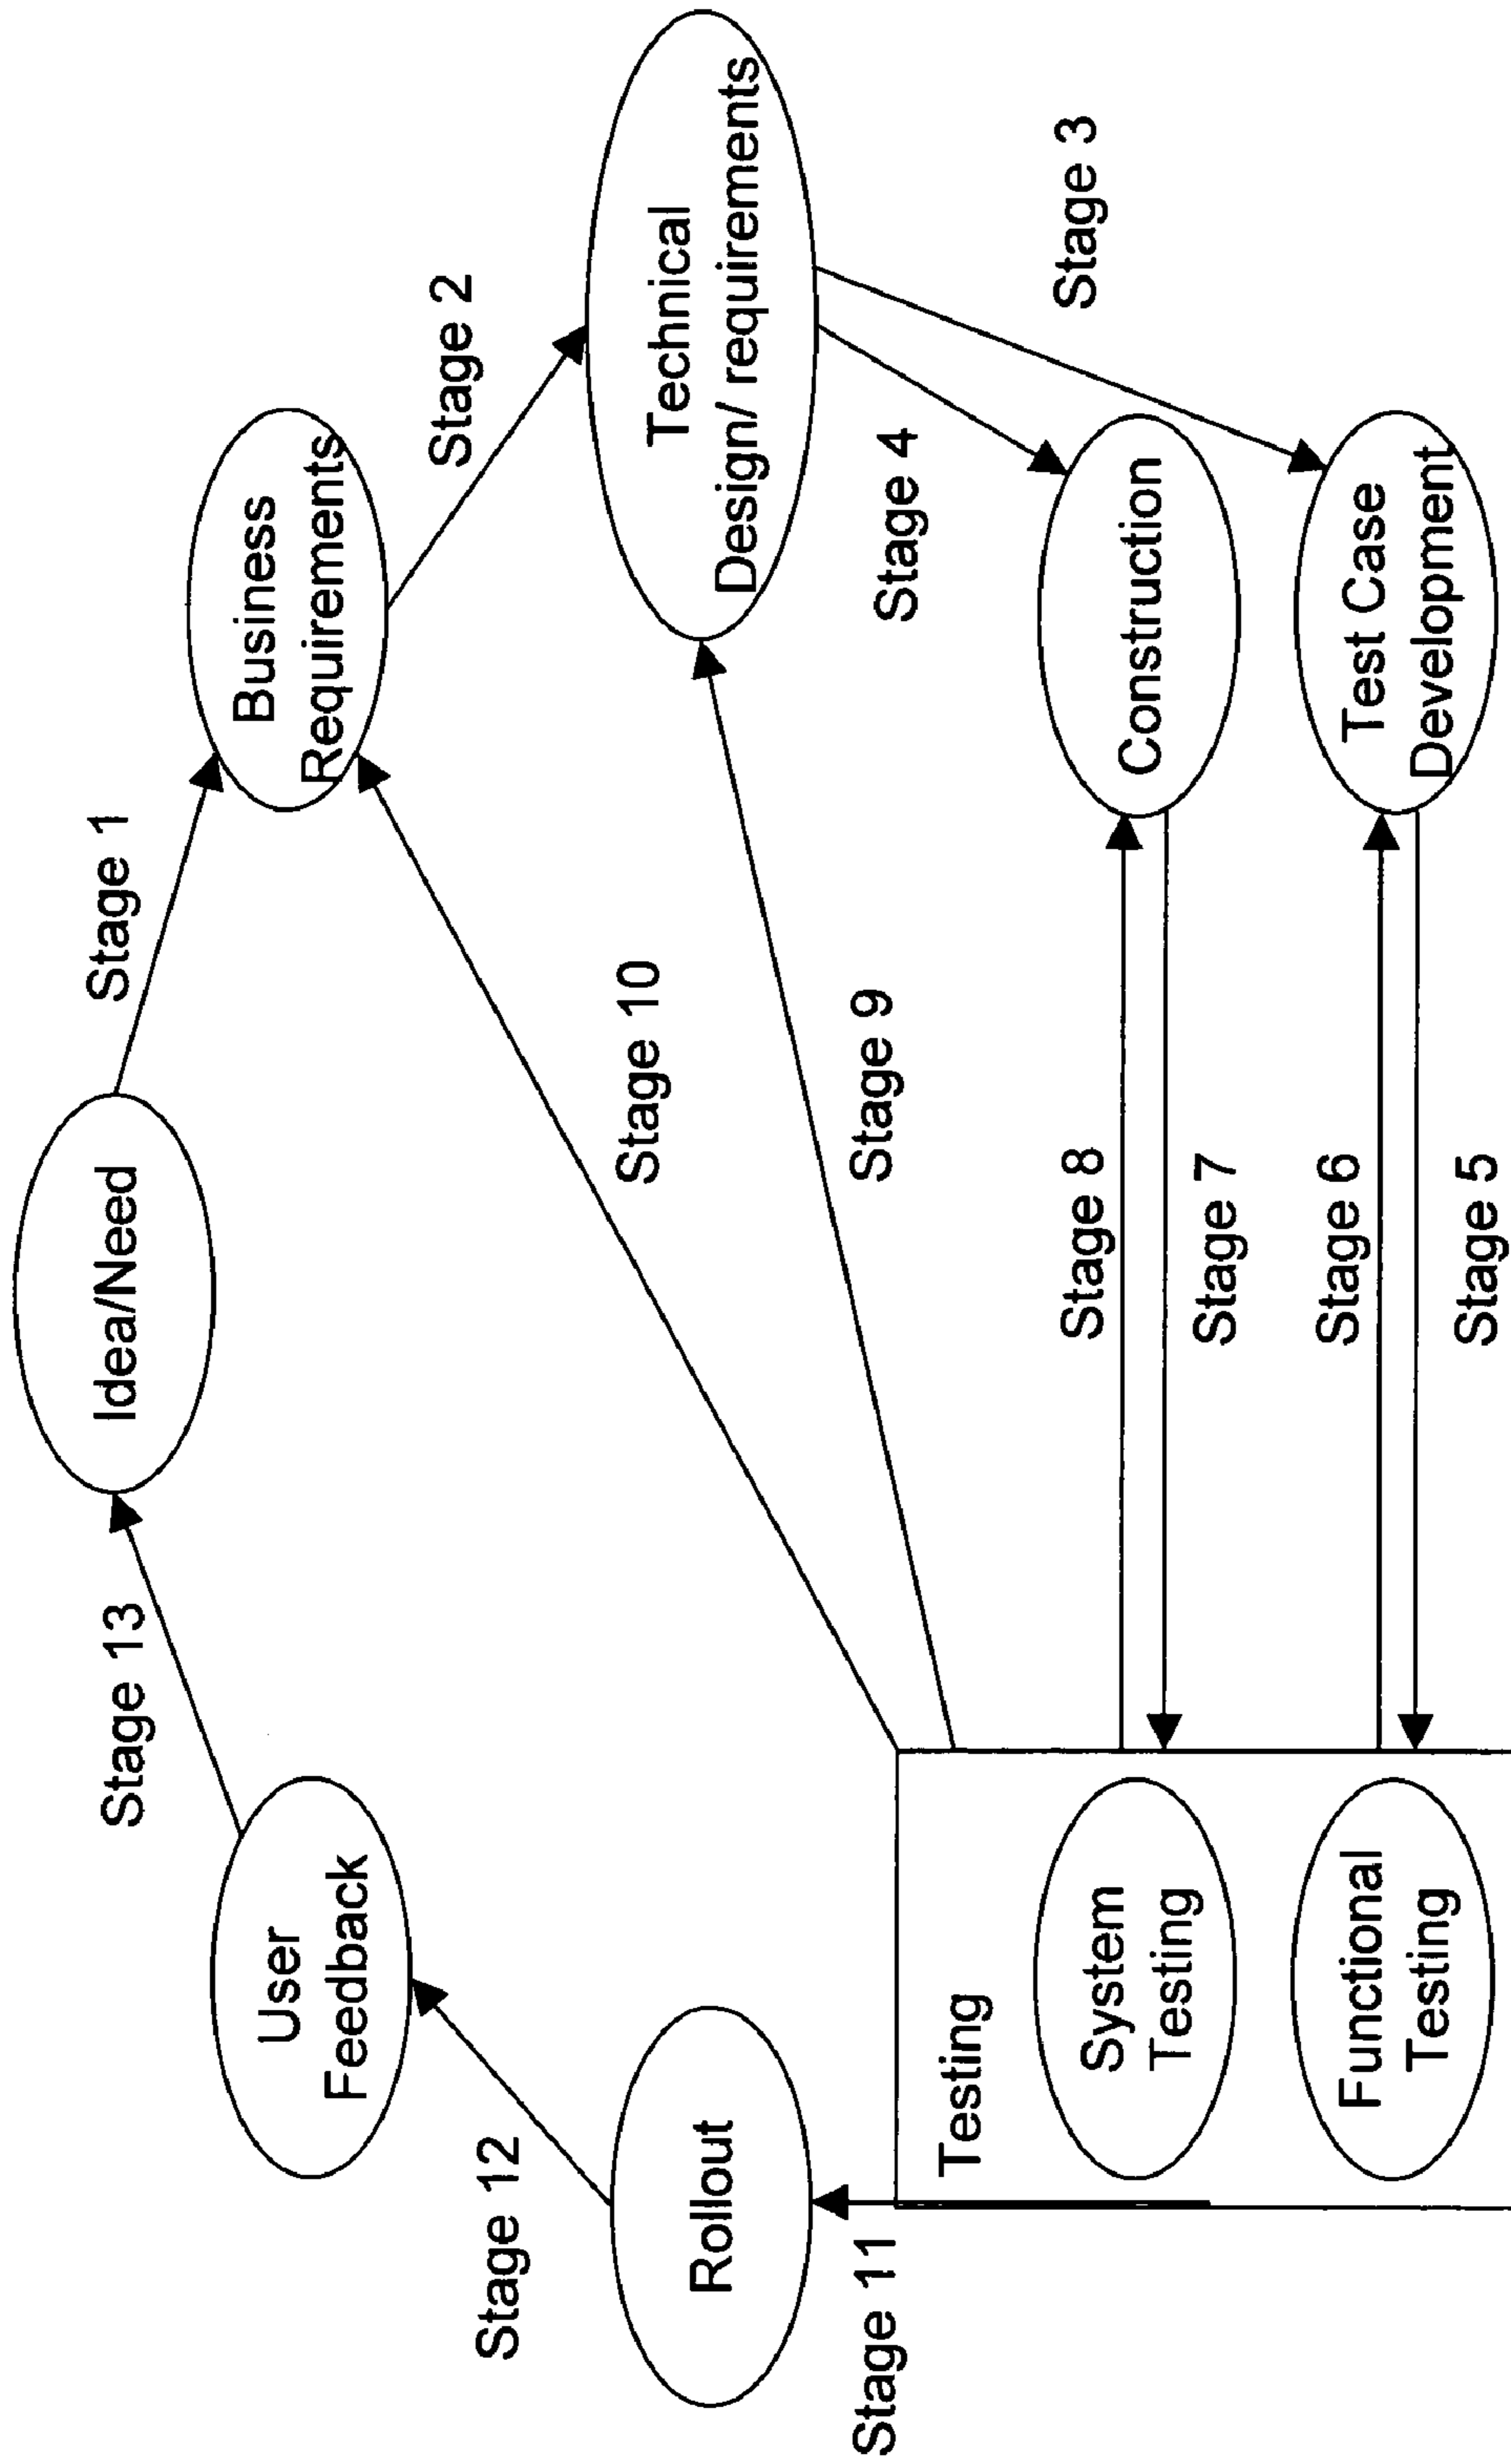 Idea/Need
Stage 1
Business
Requirements
Stage 2
Technical
Design/ requirements
Stage 3
Stage 4
Construction
Test Case
Development
Stage 10
Stage 9
Stage 8
Stage 7
Stage 6
Stage 5
Testing
System
Testing
Functional
Testing
Stage 11
Rollout
Stage 12
User
Feedback
Stage 13